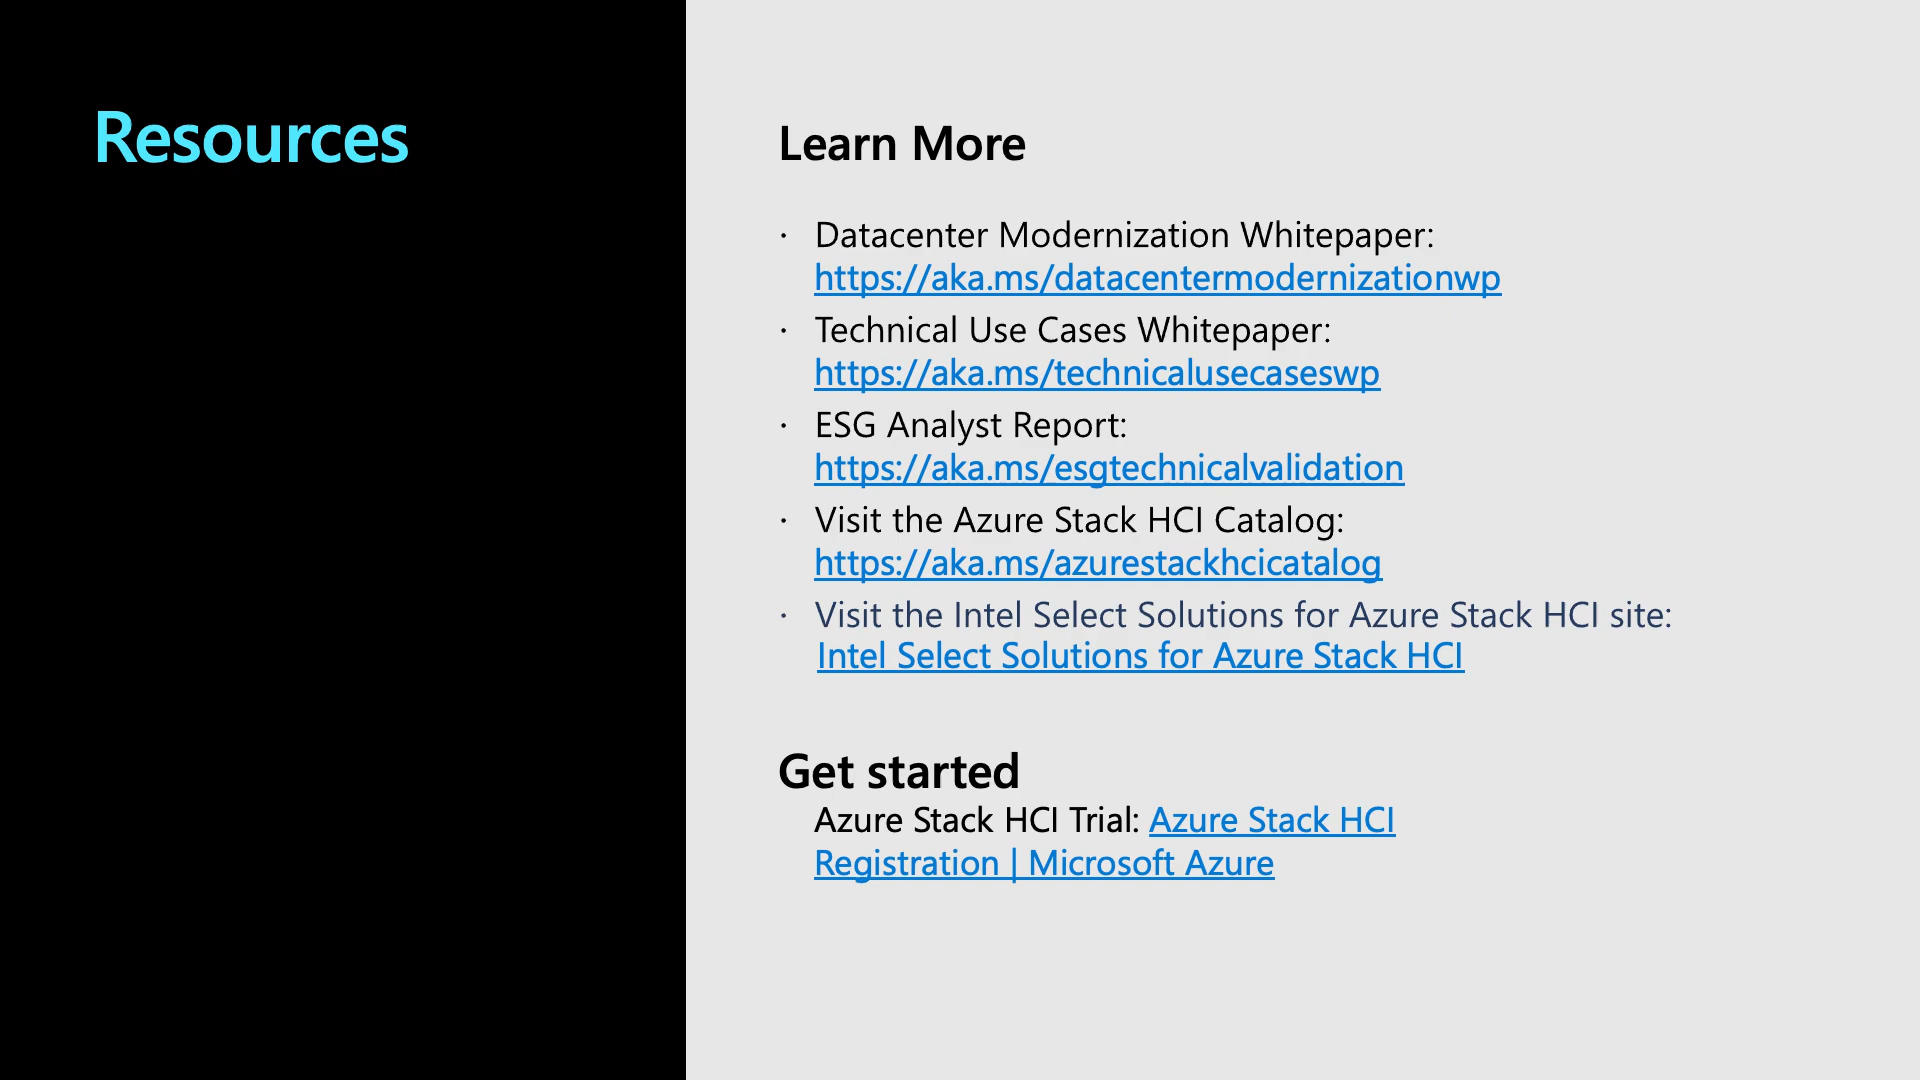 Resources
Learn More
· Datacenter Modernization Whitepaper:
https://aka.ms/datacentermodernizationwp
· Technical Use Cases Whitepaper:
https://aka.ms/technicalusecaseswp
· ESG Analyst Report:
https://aka.ms/esgtechnicalvalidation
· Visit the Azure Stack HCI Catalog:
https://aka.ms/azurestackhcicatalog
· Visit the Intel Select Solutions for Azure Stack HCI site:
Intel Select Solutions for Azure Stack HCI
Get started
Azure Stack HCI Trial: Azure Stack HCI
Registration | Microsoft Azure